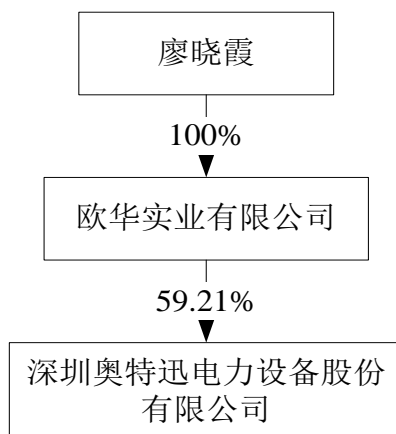 廖晓霞
100%
欧华实业有限公司
59.21%
深圳奥特迅电力设备股份
有限公司